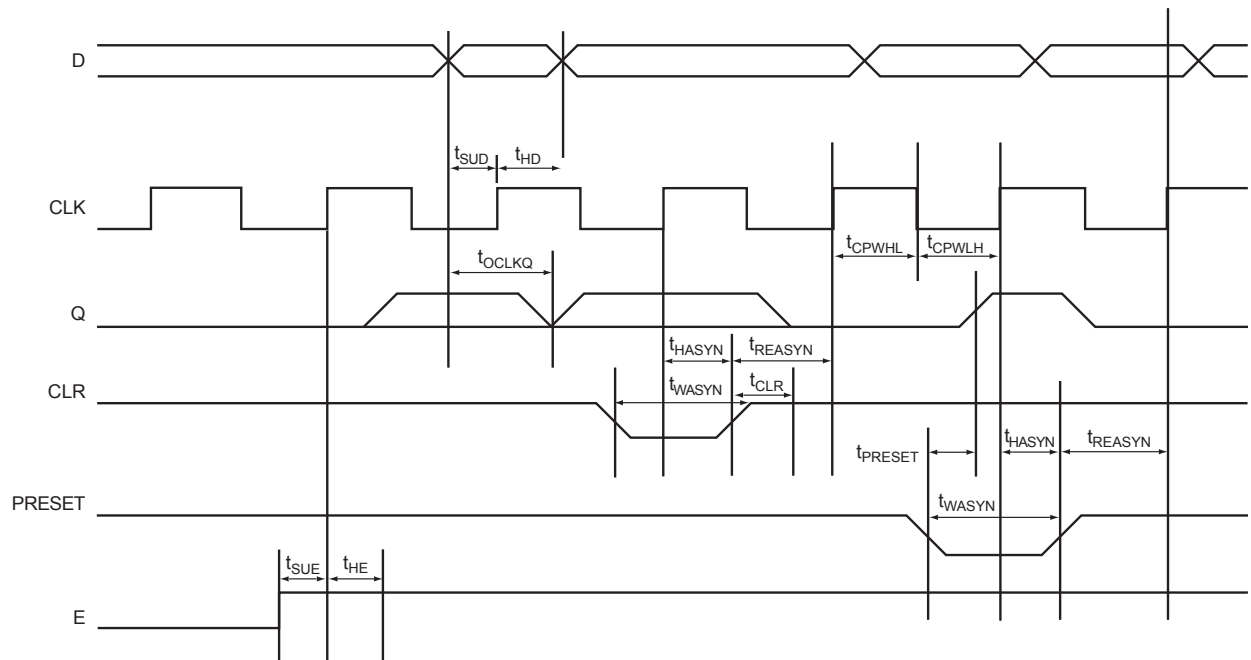 D
tSUD
tHD
CLK
tCPWHL
tCPWLH
tOCLKQ
Q
tHASYN
tREASYN
tWASYN
tCLR
CLR
tPRESET
tHASYN
tREASYN
PRESET
tWASYN
tSUE
tHE
E